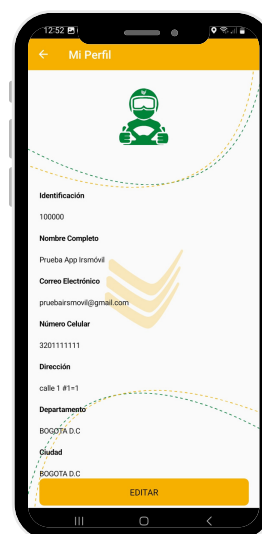 12:52
Mi Perfil
Identificación
100000
Nombre Completo
Prueba App Irsmóvil
Correo Electrónico
pruebairsmovil@gmail.com
Número Celular
3201111111
Dirección
calle 1 #1=1
Departamento
BOGOTA D.C
Ciudad
BOGOTA D.C
EDITAR